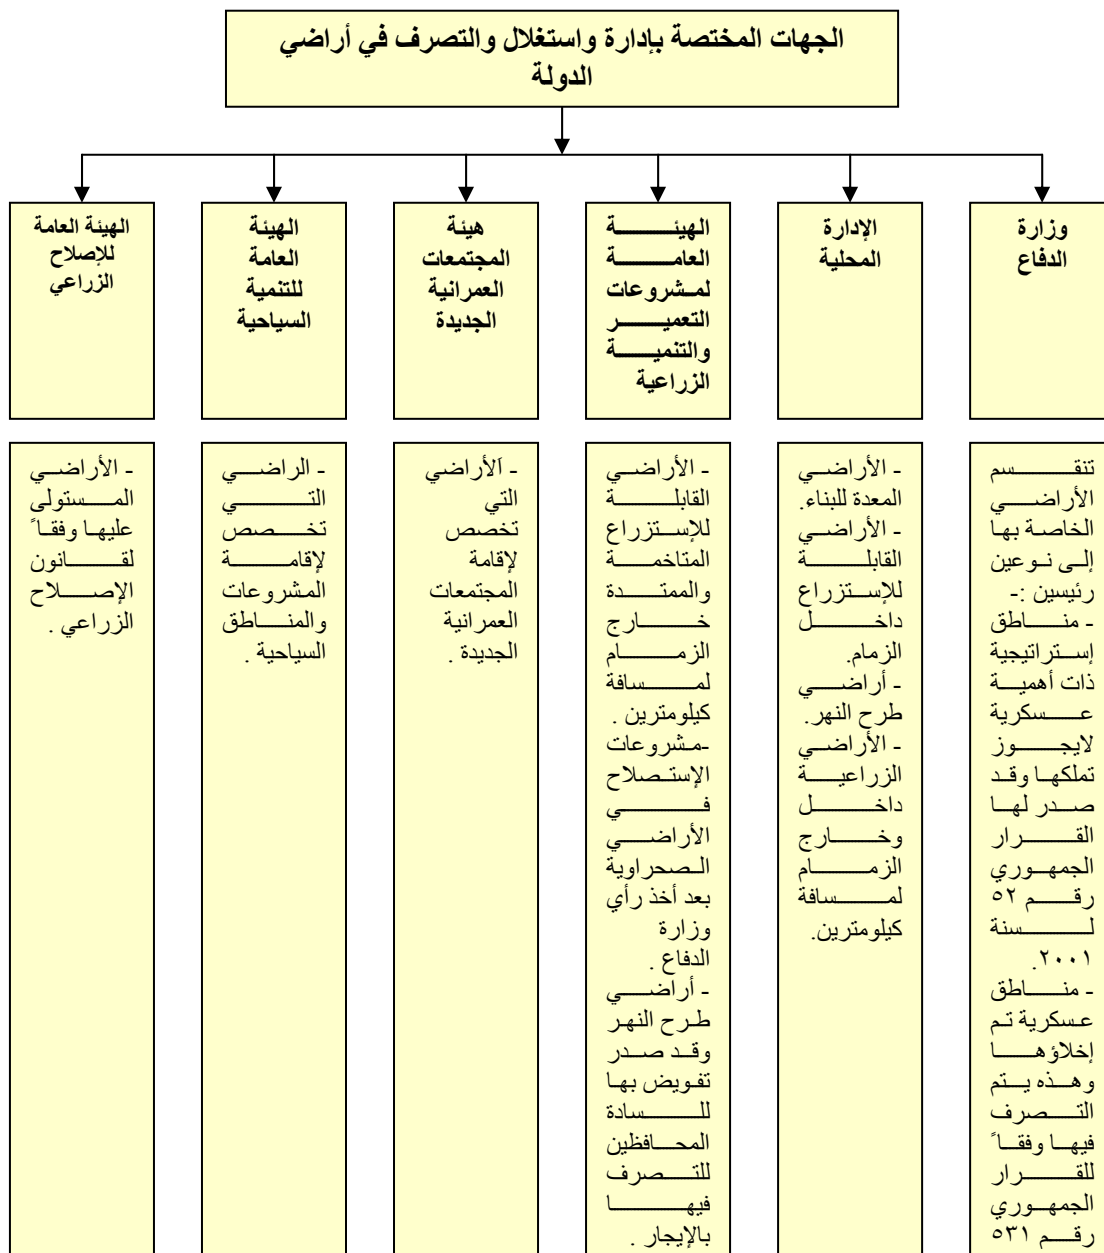 الجهات المختصة بإدارة واستغلال والتصرف في أراضي
الدولة
وزارة
الدفاع
الإدارة
المحلية
الهيئة
العامة
لمشروعات
التعمير
والتنمية
الزراعية
هيئة
المجتمعات
العمرانية
الجديدة
الهيئة
العامة
للتنمية
السياحية
الهيئة العامة
للإصلاح
الزراعي
تنقسم
الأراضي
الخاصة بها
إلى نوعين
رئيسين :-
- مناطق
إستراتيجية
ذات أهمية
عسكرية
لايجوز
تملكها وقد
صدر لها
القرار
الجمهوري
رقم ٥٢
لسنة
٢٠٠١.
- مناطق
عسكرية تم
إخلاؤها
وهذه يتم
التصرف
فيها وفقاً
للقرار
الجمهوري
رقم ٥٣١
- الأراضي
المعدة للبناء.
- الأراضي
القابلة
للإستزراع
داخل
الزمام.
- أراضي
طرح النهر.
- الأراضي
الزراعية
داخل
وخارج
الزمام
لمسافة
كيلومترين.
- الأراضي
القابلة
للإستزراع
المتاخمة
والممتدة
خارج
الزمام
لمسافة
كيلومترين .
-مشروعات
الإستصلاح
في
الأراضي
الصحراوية
بعد أخذ رأي
وزارة
الدفاع .
- أراضي
طرح النهر
وقد صدر
تفويض بها
للسادة
المحافظين
للتصرف
فيها
بالإيجار .
- اَلأراضي
التي
تخصص
لإقامة
المجتمعات
العمرانية
الجديدة .
- الراضي
التي
تخصص
لإقامة
المشروعات
والمناطق
السياحية .
- الأراضي
المستولى
عليها وفقاً
لقانون
الإصلاح
الزراعي .